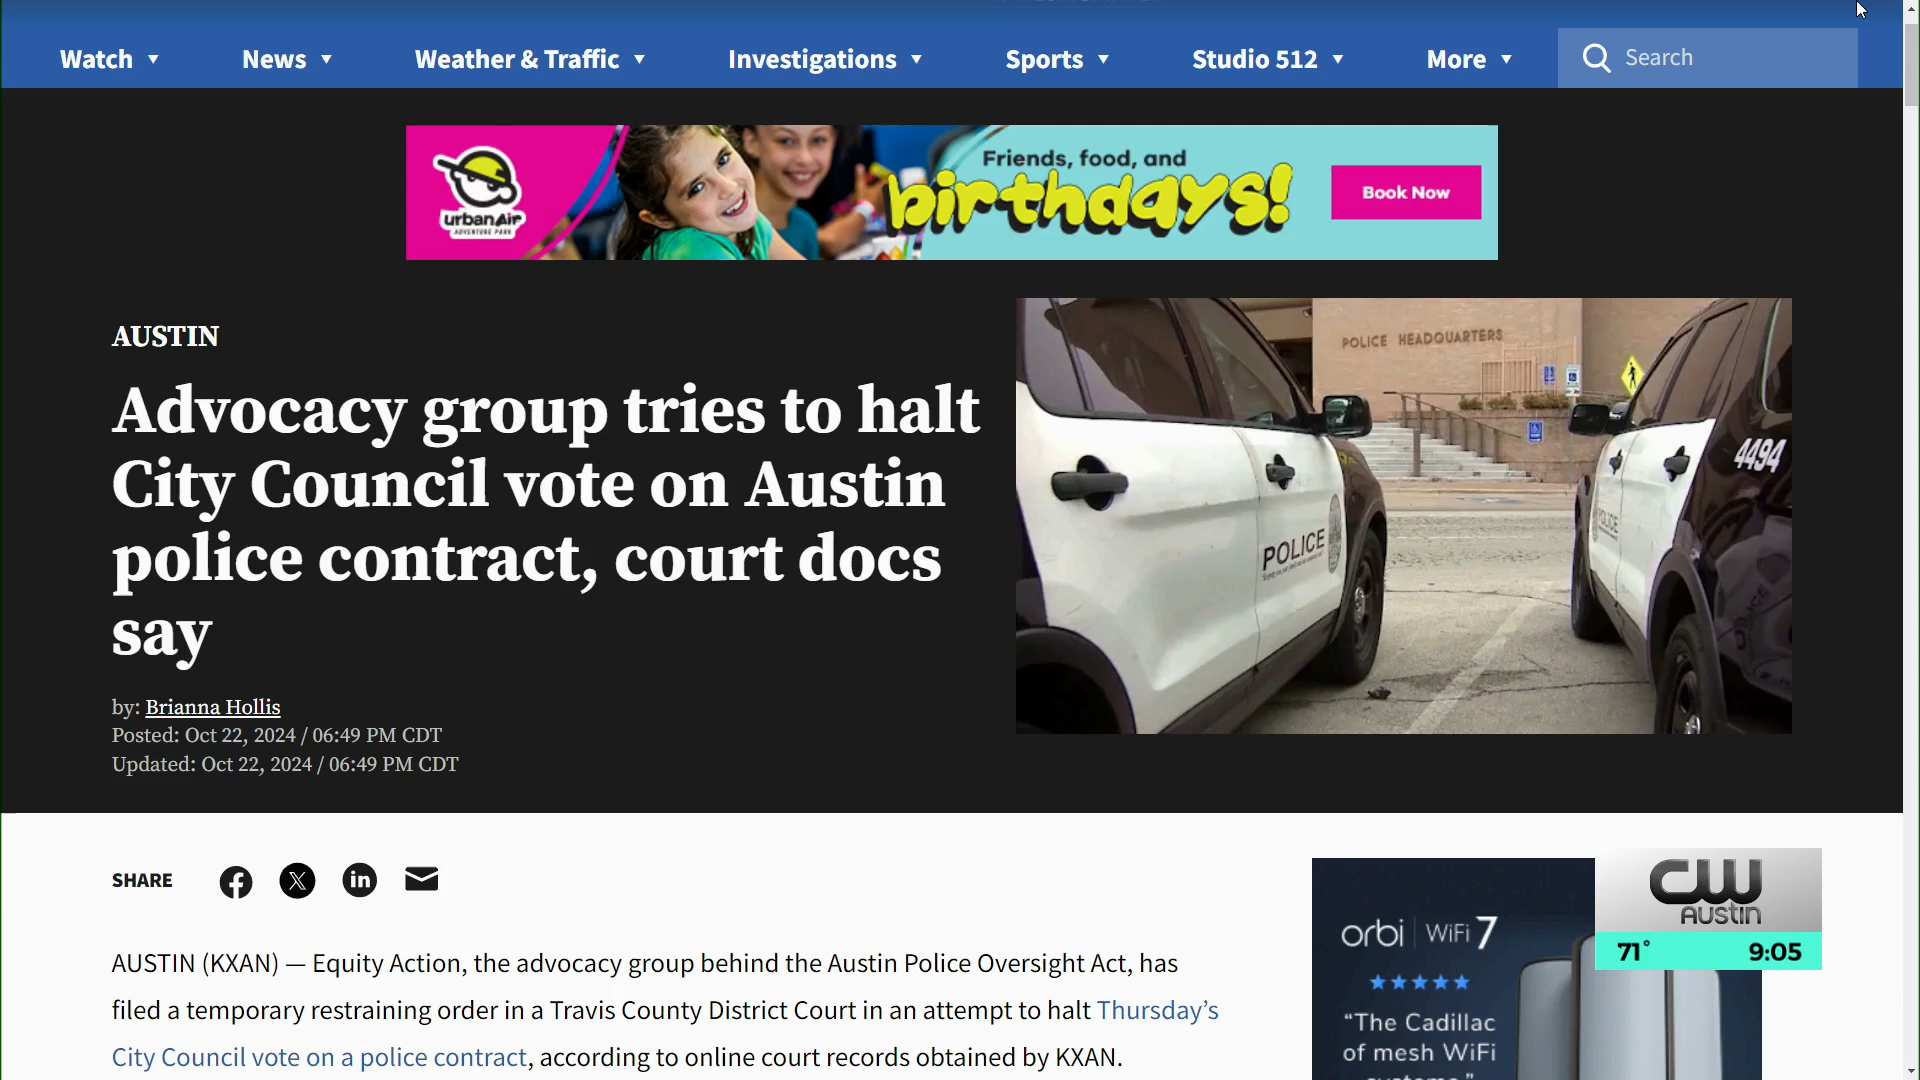 Watch News Weather & Traffic Investigations Sports Studio 512 More Search
urbanAir
ADVENTURE PARK
Friends, food, and
birthdays!
Book Now
AUSTIN
Advocacy group tries to halt
City Council vote on Austin
police contract, court docs
say
by: Brianna Hollis
Posted: Oct 22, 2024 / 06:49 PM CDT
Updated: Oct 22, 2024 / 06:49 PM CDT
POLICE HEADQUARTERS
4494
POLICE
POLICE
SHARE
AUSTIN (KXAN) — Equity Action, the advocacy group behind the Austin Police Oversight Act, has
filed a temporary restraining order in a Travis County District Court in an attempt to halt Thursday’s
City Council vote on a police contract, according to online court records obtained by KXAN.
orbi WiFi 7
“The Cadillac
of mesh WiFi
CW
AUSTIN
71° 9:05